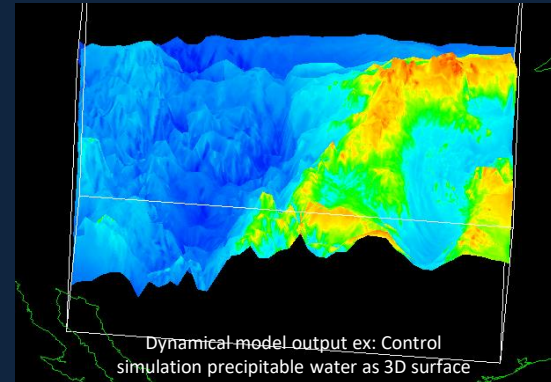 Dynamical model output ex: Control
simulation precipitable water as 3D surface